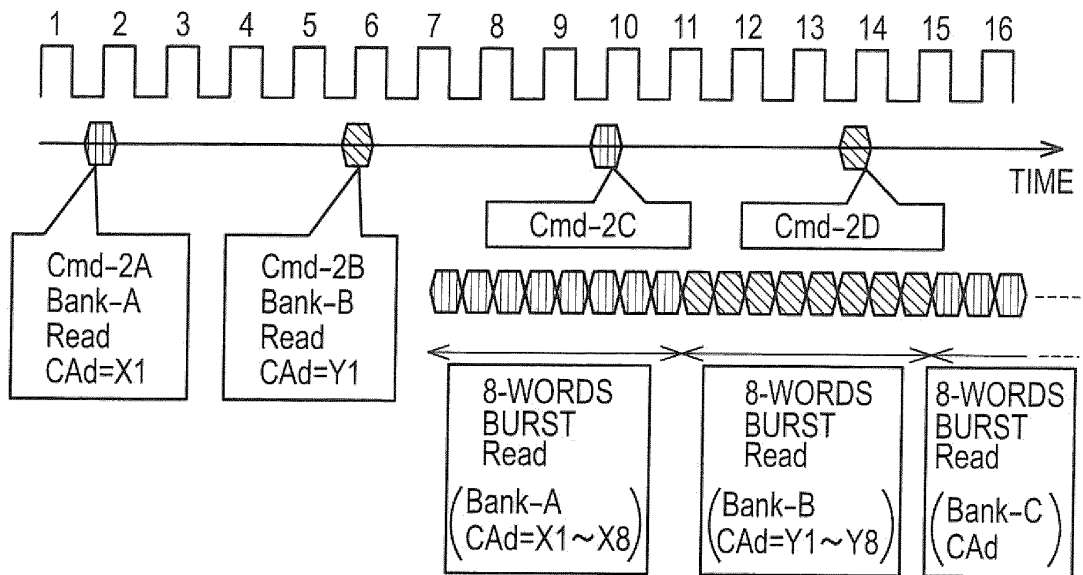 1 2 3 4 5 6 7 8 9 10 11 12 13 14 15 16
TIME
Cmd-2A
Bank-A
Read
CAd=X1
Cmd-2B
Bank-B
Read
CAd=Y1
Cmd-2C
Cmd-2D
8-WORDS
BURST
Read
(Bank-A
CAd=X1~X8)
8-WORDS
BURST
Read
(Bank-B
CAd=Y1~Y8)
8-WORDS
BURST
Read
(Bank-C
CAd)